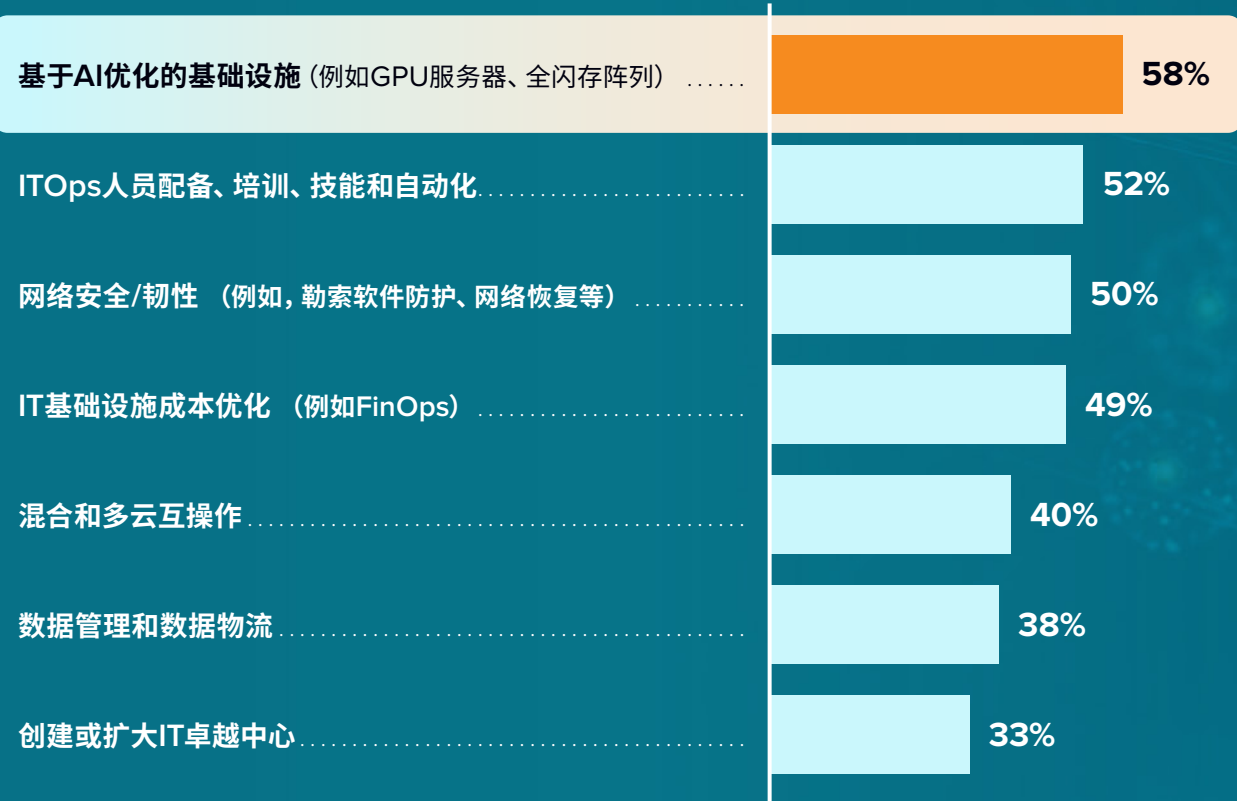 基于AI优化的基础设施（例如GPU服务器、全闪存阵列） ...... 58%
ITOps人员配备、培训、技能和自动化.......................... 52%
网络安全/韧性 （例如，勒索软件防护、网络恢复等） ........... 50%
IT基础设施成本优化 （例如FinOps） .......................... 49%
混合和多云互操作................................................ 40%
数据管理和数据物流............................................. 38%
创建或扩大IT卓越中心........................................... 33%